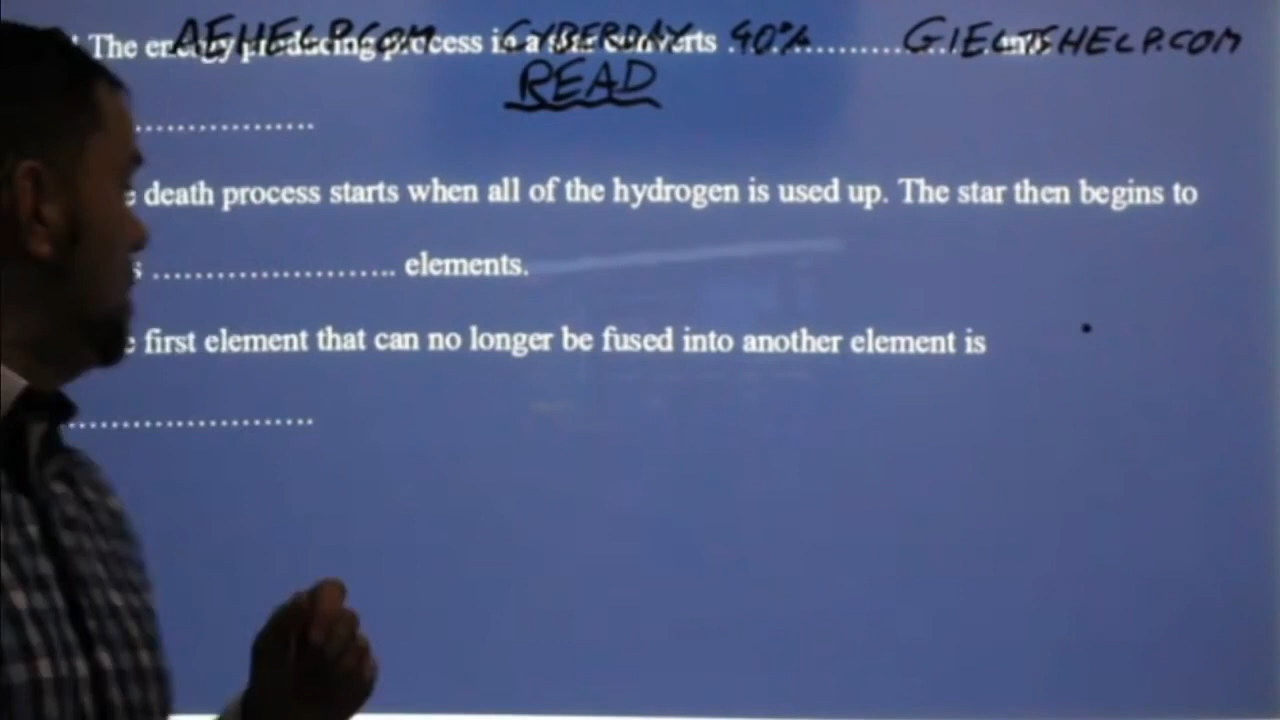 AEHELP.COM CYBERDAY 40% GIELTSHELP.COM
The energy producing process in a star converts ........................ into
READ
.................
death process starts when all of the hydrogen is used up. The star then begins to
....................... elements.
first element that can no longer be fused into another element is
.......................